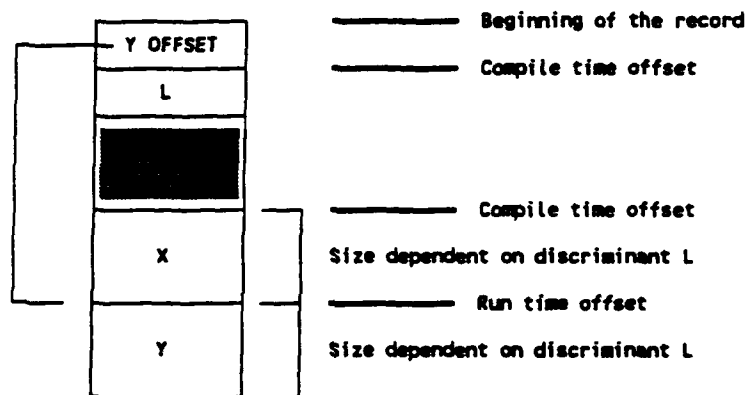 Beginning of the record
Y OFFSET
Compile time offset
L
Compile time offset
X
Size dependent on discriminant L
Run time offset
Y
Size dependent on discriminant L